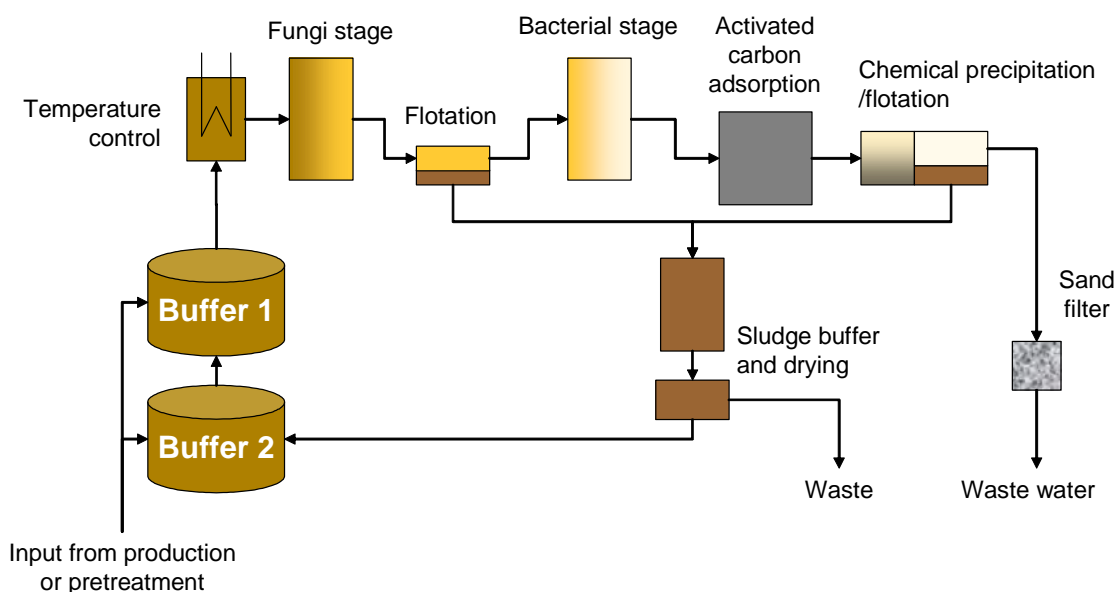 Fungi stage
Bacterial stage
Activated
carbon
adsorption
Chemical precipitation
/flotation
Temperature
control
Flotation
Buffer 1
Sand
filter
Sludge buffer
and drying
Buffer 2
Waste
Waste water
Input from production
or pretreatment